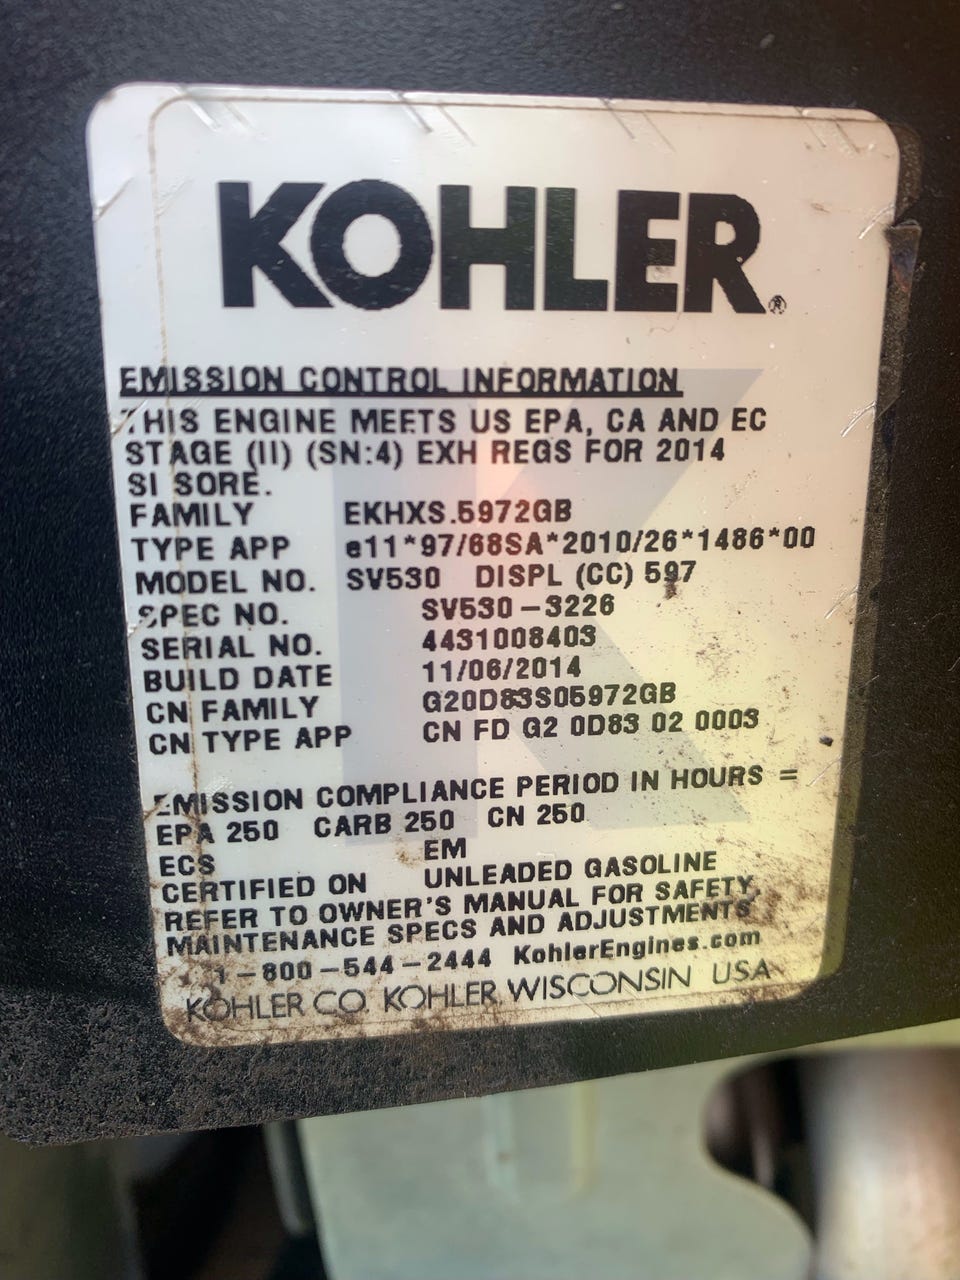 KOHLER®
EMISSION CONTROL INFORMATION
THIS ENGINE MEETS US EPA, CA AND EC
STAGE (II) (SN:4) EXH REGS FOR 2014
SI SORE.
FAMILY EKHXS.5972GB
TYPE APP e11*97/68SA*2010/26*1486*00
MODEL NO. SV530 DISPL (CC) 597
SPEC NO. SV530-3226
SERIAL NO. 4431008403
BUILD DATE 11/06/2014
CN FAMILY G20D83S05972GB
CN TYPE APP CN FD G2 0D83 02 0003
EMISSION COMPLIANCE PERIOD IN HOURS =
EPA 250 CARB 250 CN 250
ECS EM
CERTIFIED ON UNLEADED GASOLINE
REFER TO OWNER'S MANUAL FOR SAFETY,
MAINTENANCE SPECS AND ADJUSTMENTS
1-800-544-2444 KohlerEngines.com
KOHLER CO. KOHLER, WISCONSIN USA